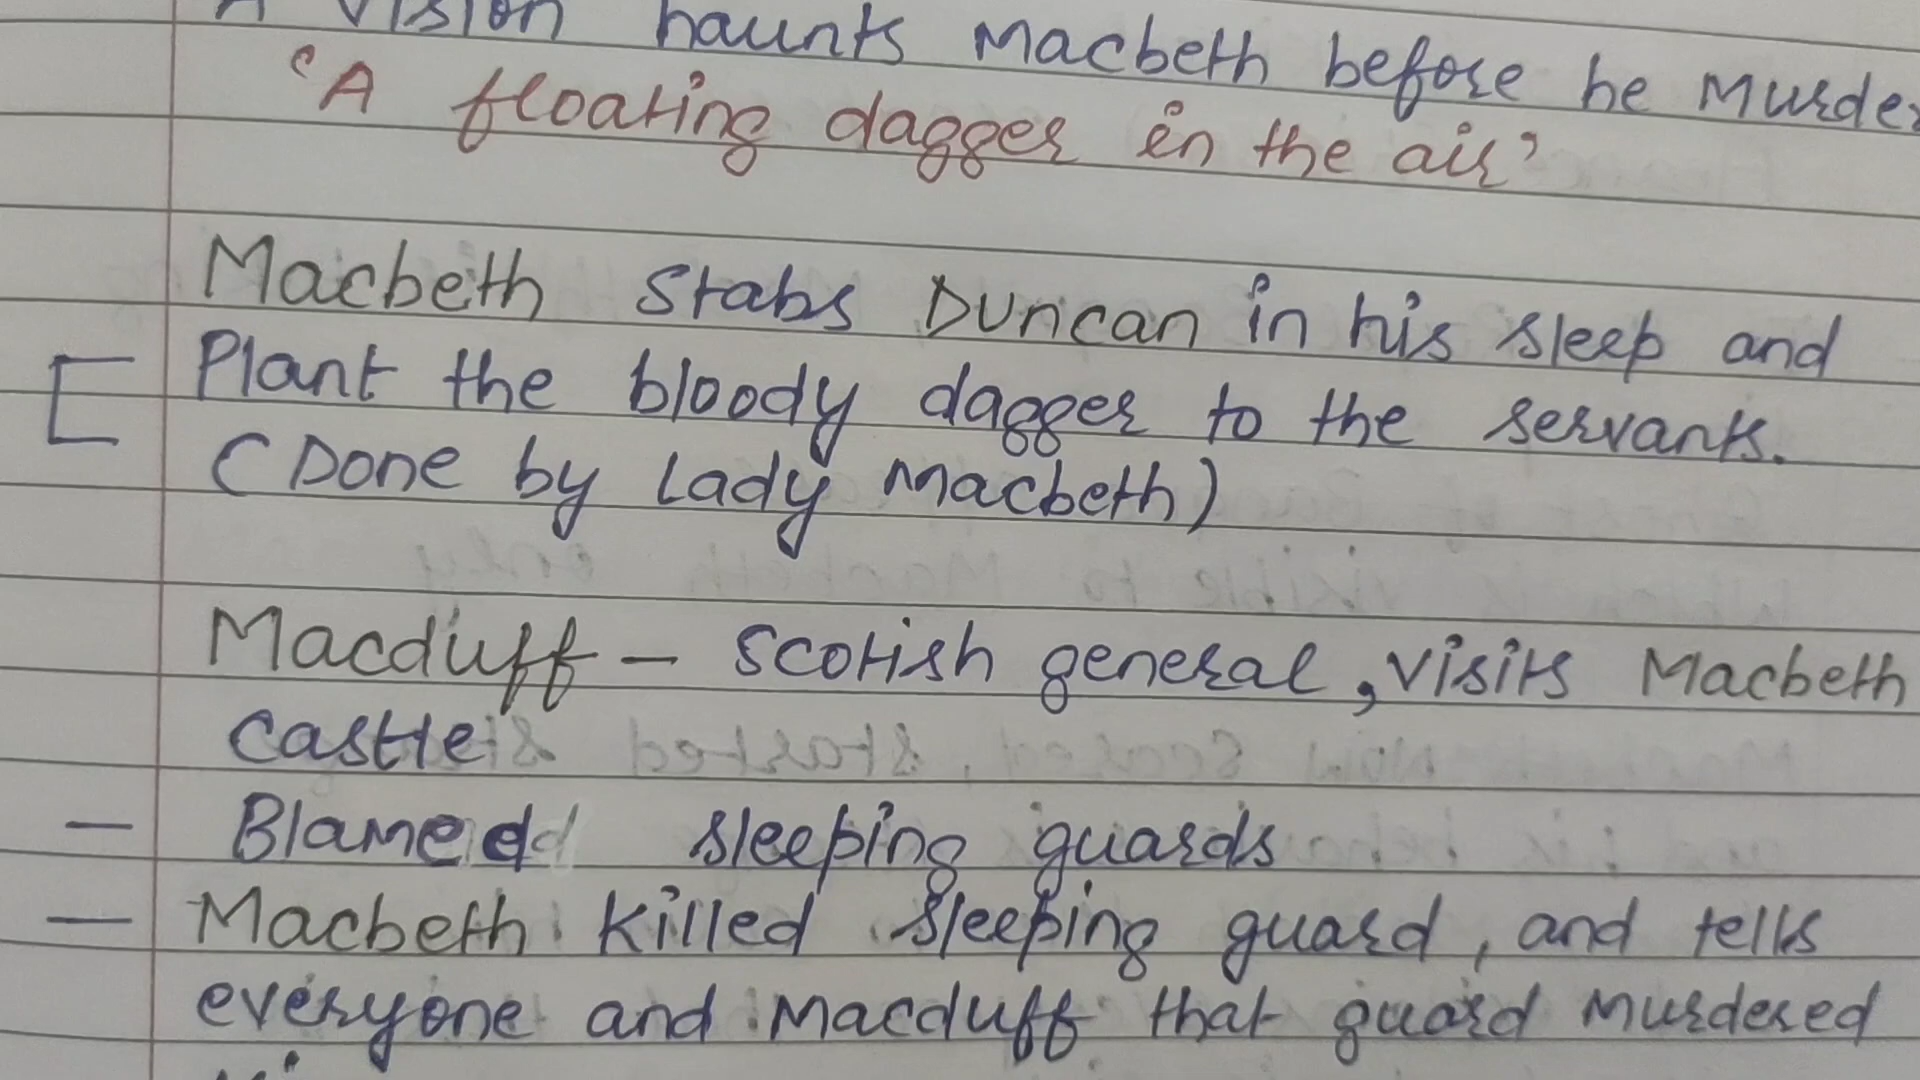 A vision haunts Macbeth before he Murder
'A floating dagger in the air'
Macbeth Stabs Duncan in his sleep and
Plant the bloody dagger to the servants.
(Done by Lady Macbeth)
Macduff - Scottish general, visits Macbeth
castle
- Blamed sleeping guards
- Macbeth killed sleeping guard, and tells
everyone and Macduff that guard murdered